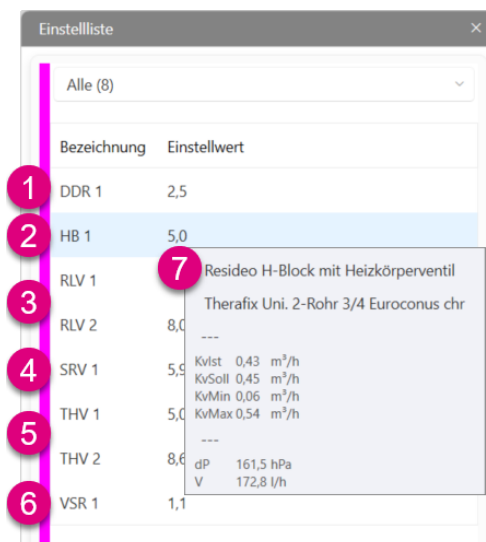 Einstellliste
Alle (8)
Bezeichnung Einstellwert
1 DDR 1 2,5
2 HB 1 5,0
7 Resideo H-Block mit Heizkörperventil
RLV 1
Therafix Uni. 2-Rohr 3/4 Euroconus chr
3
RLV 2 8,0
---
KvIst 0,43 m³/h
4 SRV 1 5,9
KvSoll 0,45 m³/h
KvMin 0,06 m³/h
KvMax 0,54 m³/h
THV 1 5,0
5
---
THV 2 8,6
dP 161,5 hPa
V 172,8 l/h
6 VSR 1 1,1